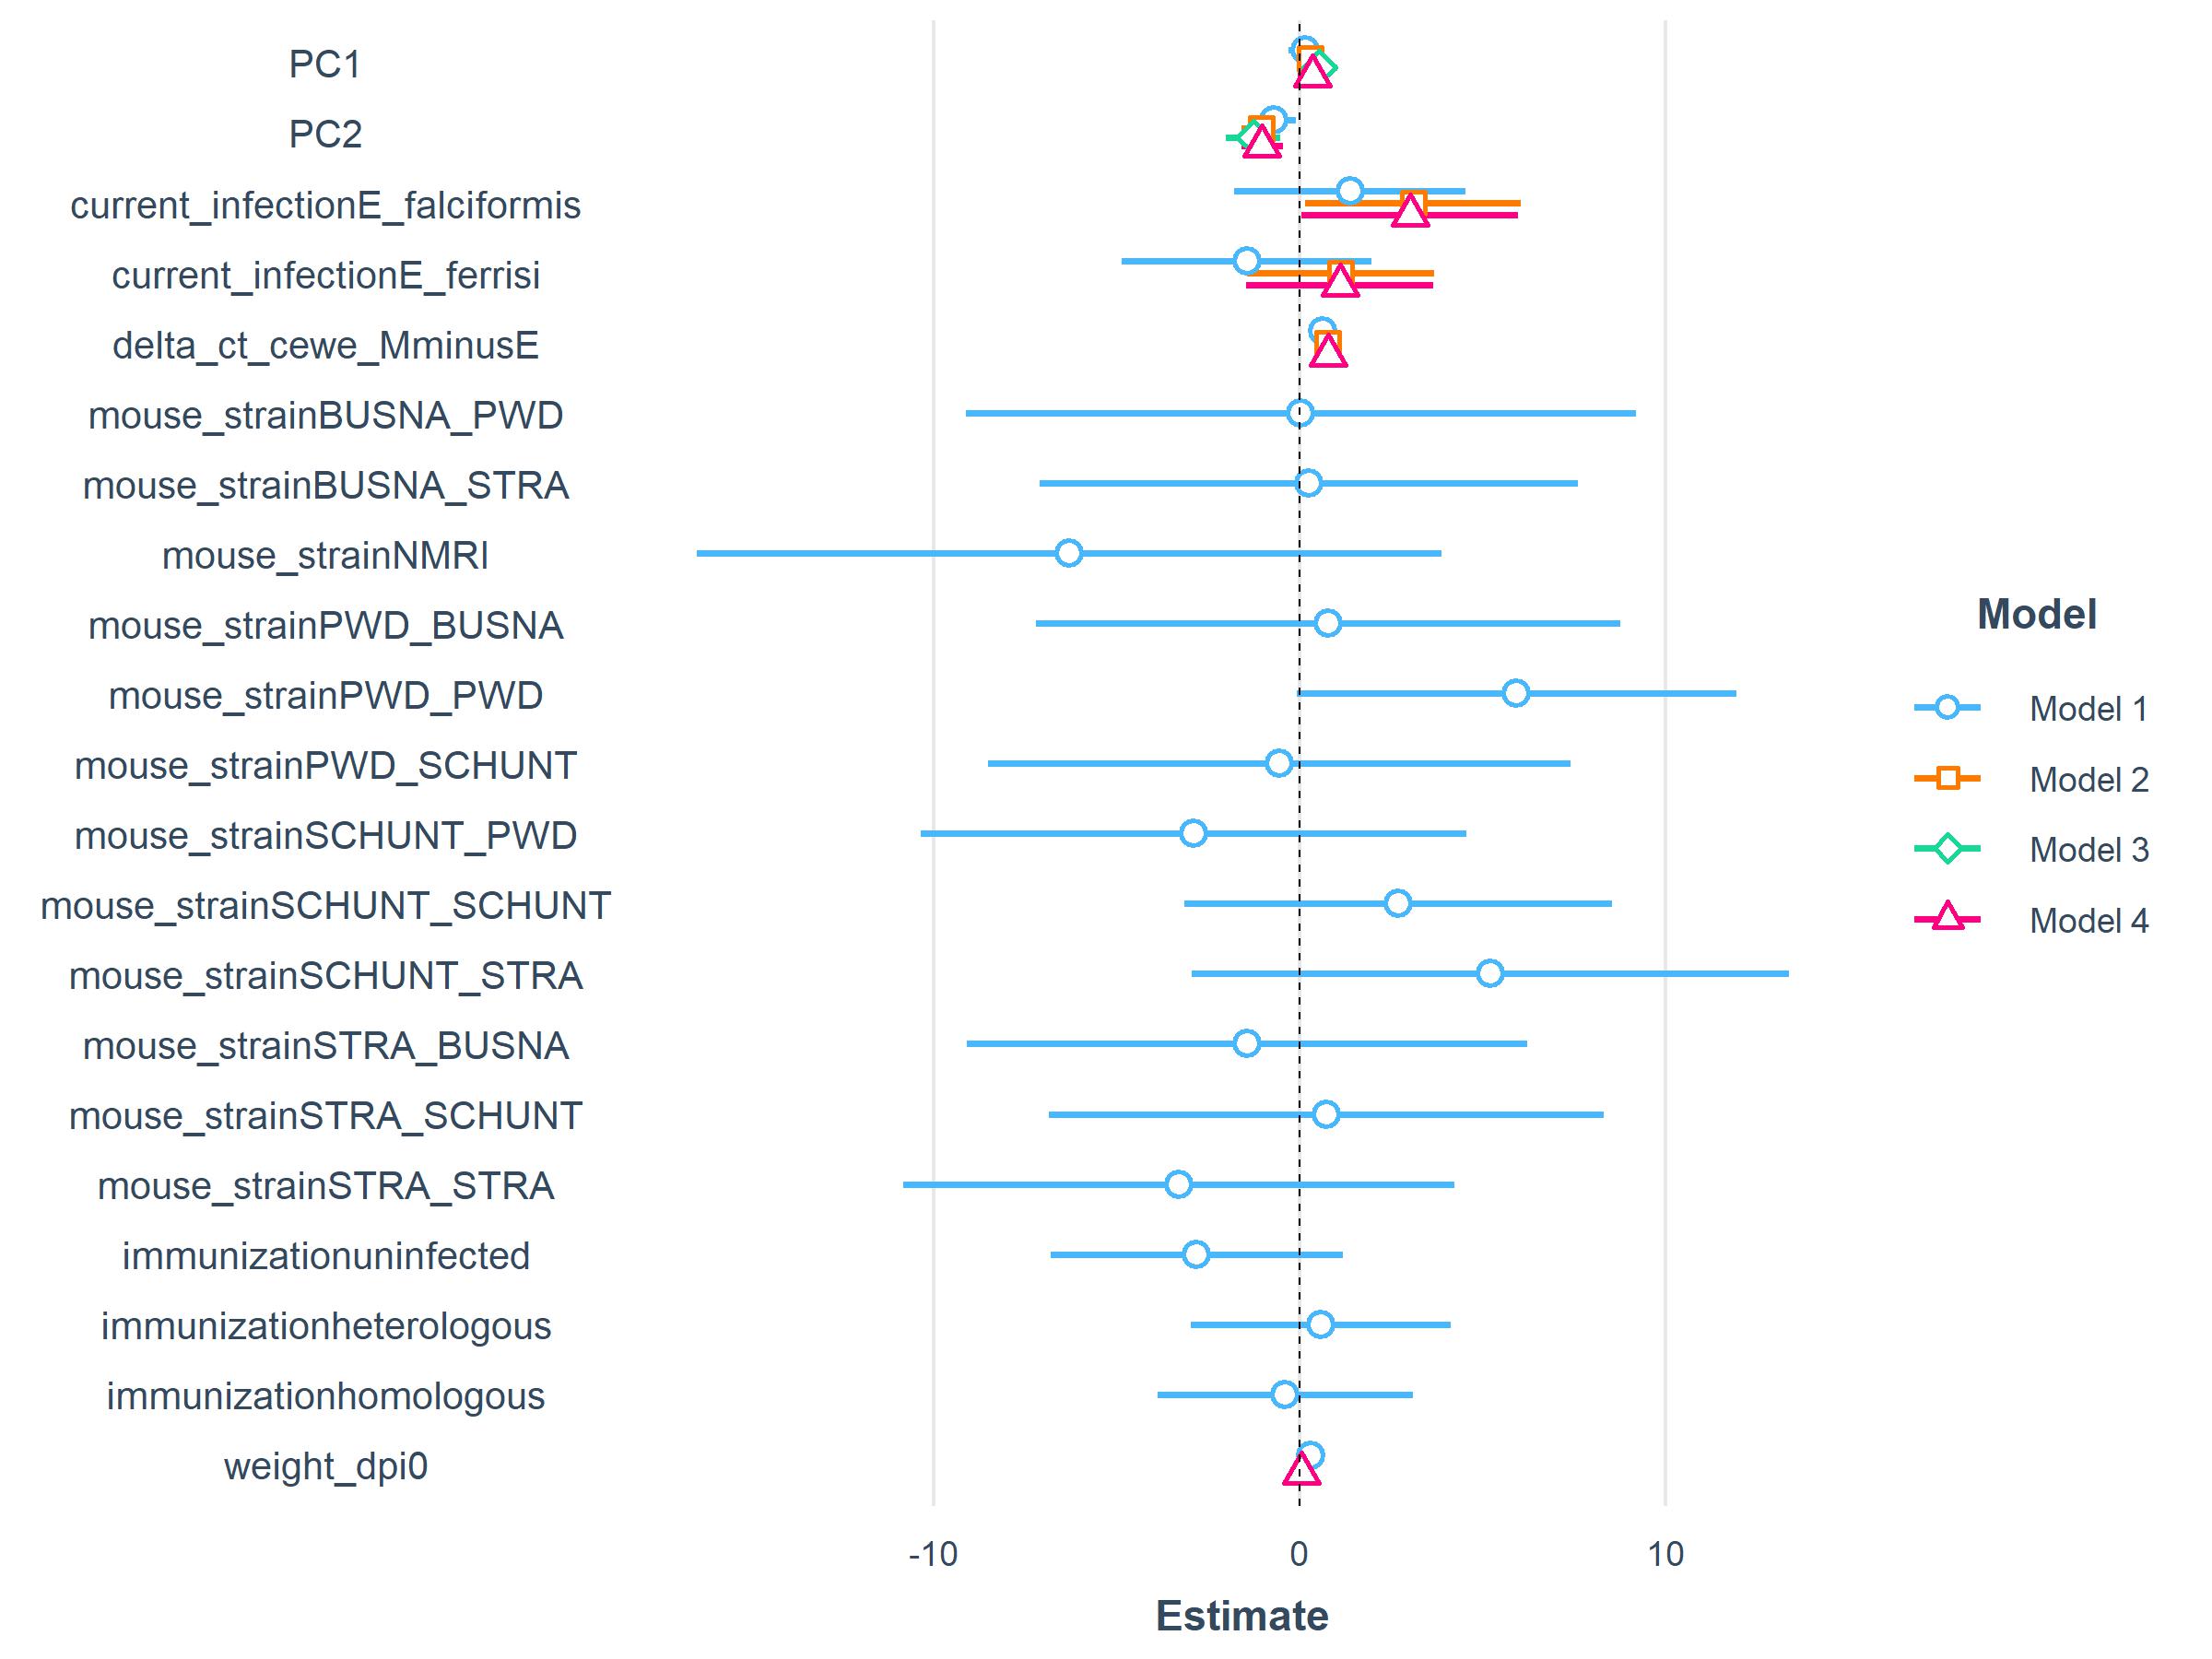 PC1
PC2
current_infectionE_falciformis
current_infectionE_ferrisi
delta_ct_cewe_MminusE
mouse_strainBUSNA_PWD
mouse_strainBUSNA_STRA
mouse_strainNMRI
mouse_strainPWD_BUSNA
mouse_strainPWD_PWD
mouse_strainPWD_SCHUNT
mouse_strainSCHUNT_PWD
mouse_strainSCHUNT_SCHUNT
mouse_strainSCHUNT_STRA
mouse_strainSTRA_BUSNA
mouse_strainSTRA_SCHUNT
mouse_strainSTRA_STRA
immunizationuninfected
immunizationheterologous
immunizationhomologous
weight_dpi0
-10 0 10
Estimate
Model
Model 1
Model 2
Model 3
Model 4